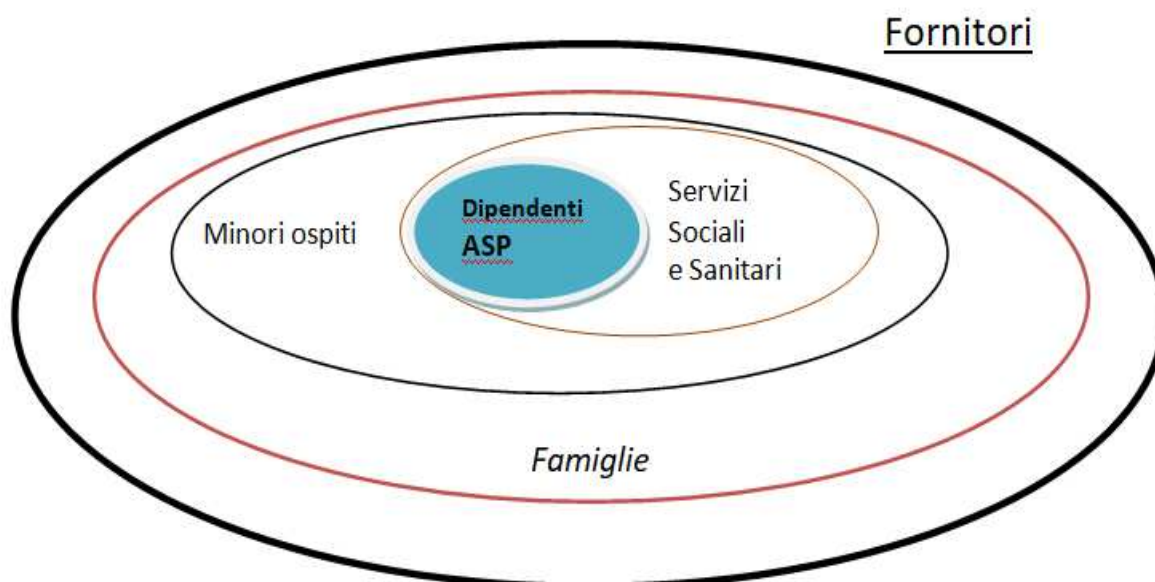 Fornitori
Minori ospiti
Dipendenti
ASP
Servizi
Sociali
e Sanitari
Famiglie